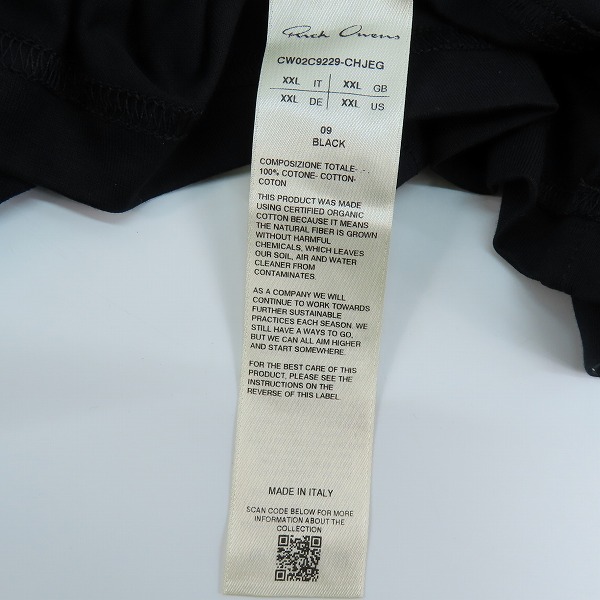 Rick Owens
CW02C9229-CHJEG
XXL IT XXL GB
XXL DE XXL US
09
BLACK
COMPOSIZIONE TOTALE-
100% COTONE- COTTON-
COTON
THIS PRODUCT WAS MADE
USING CERTIFIED ORGANIC
COTTON BECAUSE IT MEANS
THE NATURAL FIBER IS GROWN
WITHOUT HARMFUL
CHEMICALS, WHICH LEAVES
OUR SOIL, AIR AND WATER
CLEANER FROM
CONTAMINATES.
AS A COMPANY WE WILL
CONTINUE TO WORK TOWARDS
FURTHER SUSTAINABLE
PRACTICES EACH SEASON. WE
STILL HAVE A WAYS TO GO,
BUT WE CAN ALL AIM HIGHER
AND START SOMEWHERE.
FOR THE BEST CARE OF THIS
PRODUCT, PLEASE SEE THE
INSTRUCTIONS ON THE
REVERSE OF THIS LABEL.
MADE IN ITALY
SCAN CODE BELOW FOR MORE
INFORMATION ABOUT THE
COLLECTION